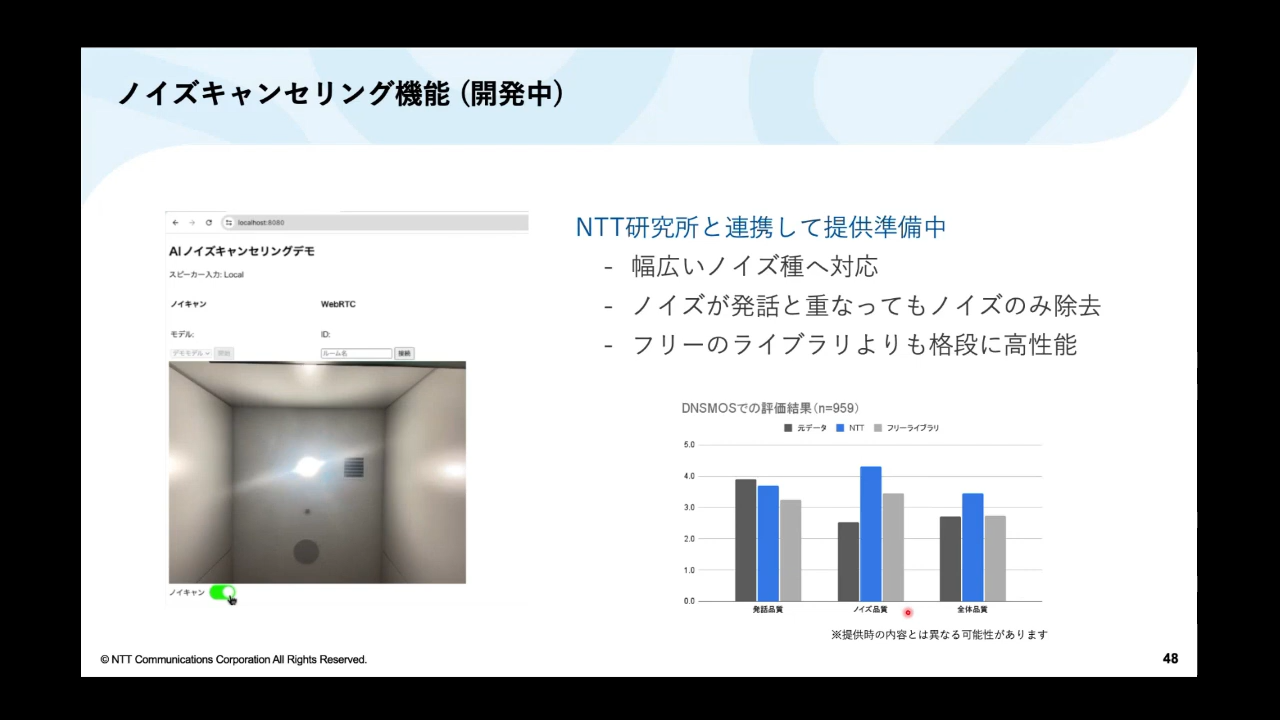 ノイズキャンセリング機能 (開発中)
localhost:8080
AIノイズキャンセリングデモ
スピーカー入力: Local
ノイキャン WebRTC
モデル: ID:
デモモデル 開始 ルーム名 接続
ノイキャン
NTT研究所と連携して提供準備中
- 幅広いノイズ種へ対応
- ノイズが発話と重なってもノイズのみ除去
- フリーのライブラリよりも格段に高性能
DNSMOSでの評価結果(n=959)
元データ NTT フリーライブラリ
5.0
4.0
3.0
2.0
1.0
0.0
発話品質 ノイズ品質 全体品質
※提供時の内容とは異なる可能性があります
© NTT Communications Corporation All Rights Reserved.
48